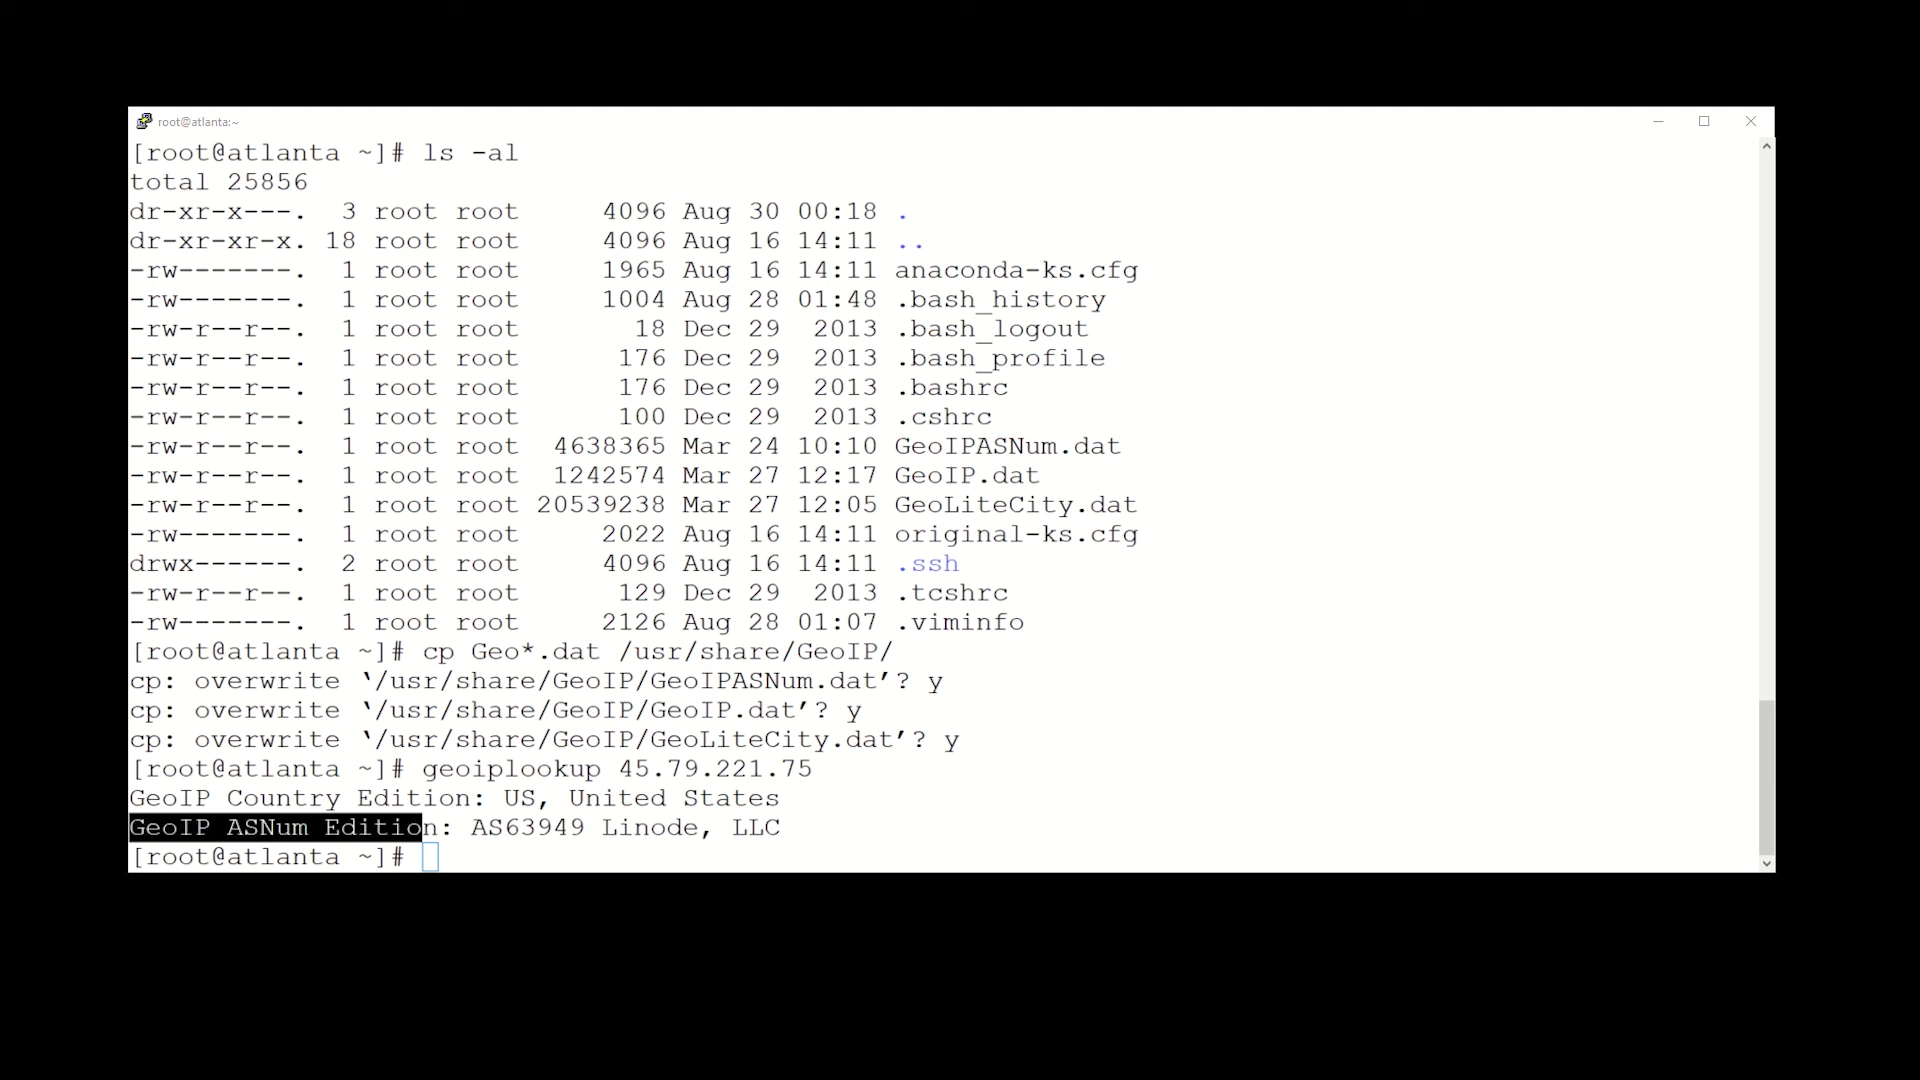 root@atlanta:~
[root@atlanta ~]# ls -al
total 25856
dr-xr-x---.  3 root root     4096 Aug 30 00:18 .
dr-xr-xr-x. 18 root root     4096 Aug 16 14:11 ..
-rw-------.  1 root root     1965 Aug 16 14:11 anaconda-ks.cfg
-rw-------.  1 root root     1004 Aug 28 01:48 .bash_history
-rw-r--r--.  1 root root       18 Dec 29  2013 .bash_logout
-rw-r--r--.  1 root root      176 Dec 29  2013 .bash_profile
-rw-r--r--.  1 root root      176 Dec 29  2013 .bashrc
-rw-r--r--.  1 root root      100 Dec 29  2013 .cshrc
-rw-r--r--.  1 root root  4638365 Mar 24 10:10 GeoIPASNum.dat
-rw-r--r--.  1 root root  1242574 Mar 27 12:17 GeoIP.dat
-rw-r--r--.  1 root root 20539238 Mar 27 12:05 GeoLiteCity.dat
-rw-------.  1 root root     2022 Aug 16 14:11 original-ks.cfg
drwx------.  2 root root     4096 Aug 16 14:11 .ssh
-rw-r--r--.  1 root root      129 Dec 29  2013 .tcshrc
-rw-------.  1 root root     2126 Aug 28 01:07 .viminfo
[root@atlanta ~]# cp Geo*.dat /usr/share/GeoIP/
cp: overwrite ‘/usr/share/GeoIP/GeoIPASNum.dat’? y
cp: overwrite ‘/usr/share/GeoIP/GeoIP.dat’? y
cp: overwrite ‘/usr/share/GeoIP/GeoLiteCity.dat’? y
[root@atlanta ~]# geoiplookup 45.79.221.75
GeoIP Country Edition: US, United States
GeoIP ASNum Edition: AS63949 Linode, LLC
[root@atlanta ~]#